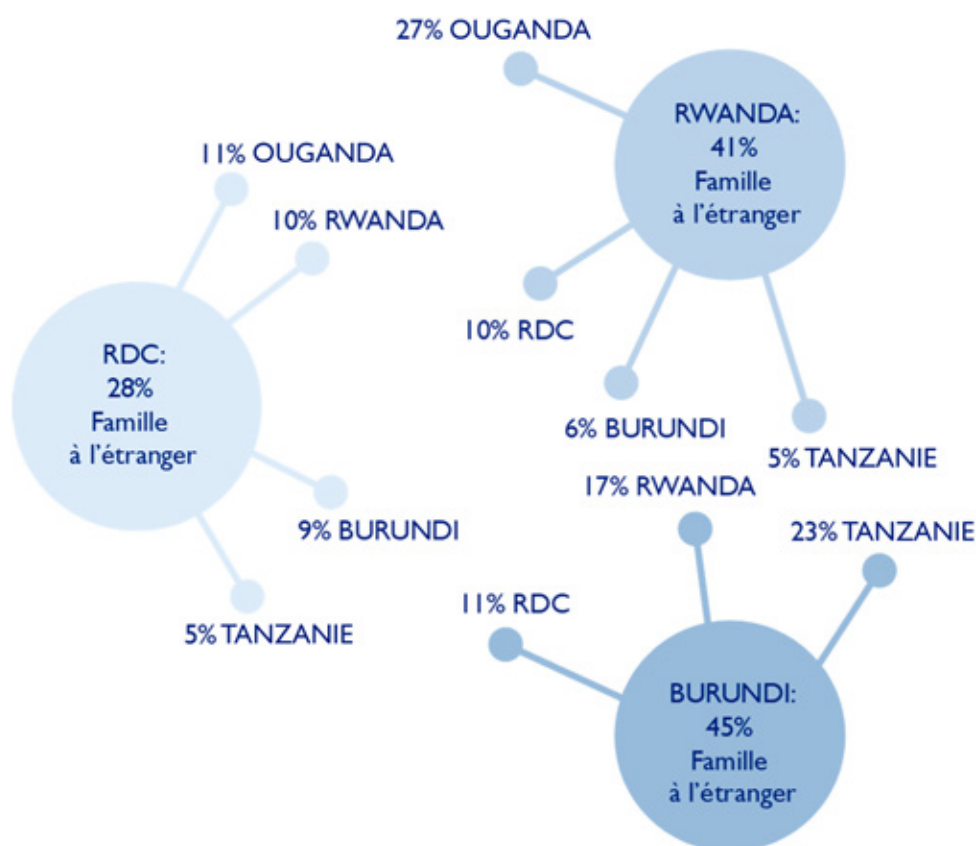 27% OUGANDA
RWANDA:
41%
Famille
à l'étranger
10% RDC
6% BURUNDI
5% TANZANIE
11% OUGANDA
10% RWANDA
RDC:
28%
Famille
à l'étranger
9% BURUNDI
5% TANZANIE
17% RWANDA
23% TANZANIE
11% RDC
BURUNDI:
45%
Famille
à l'étranger